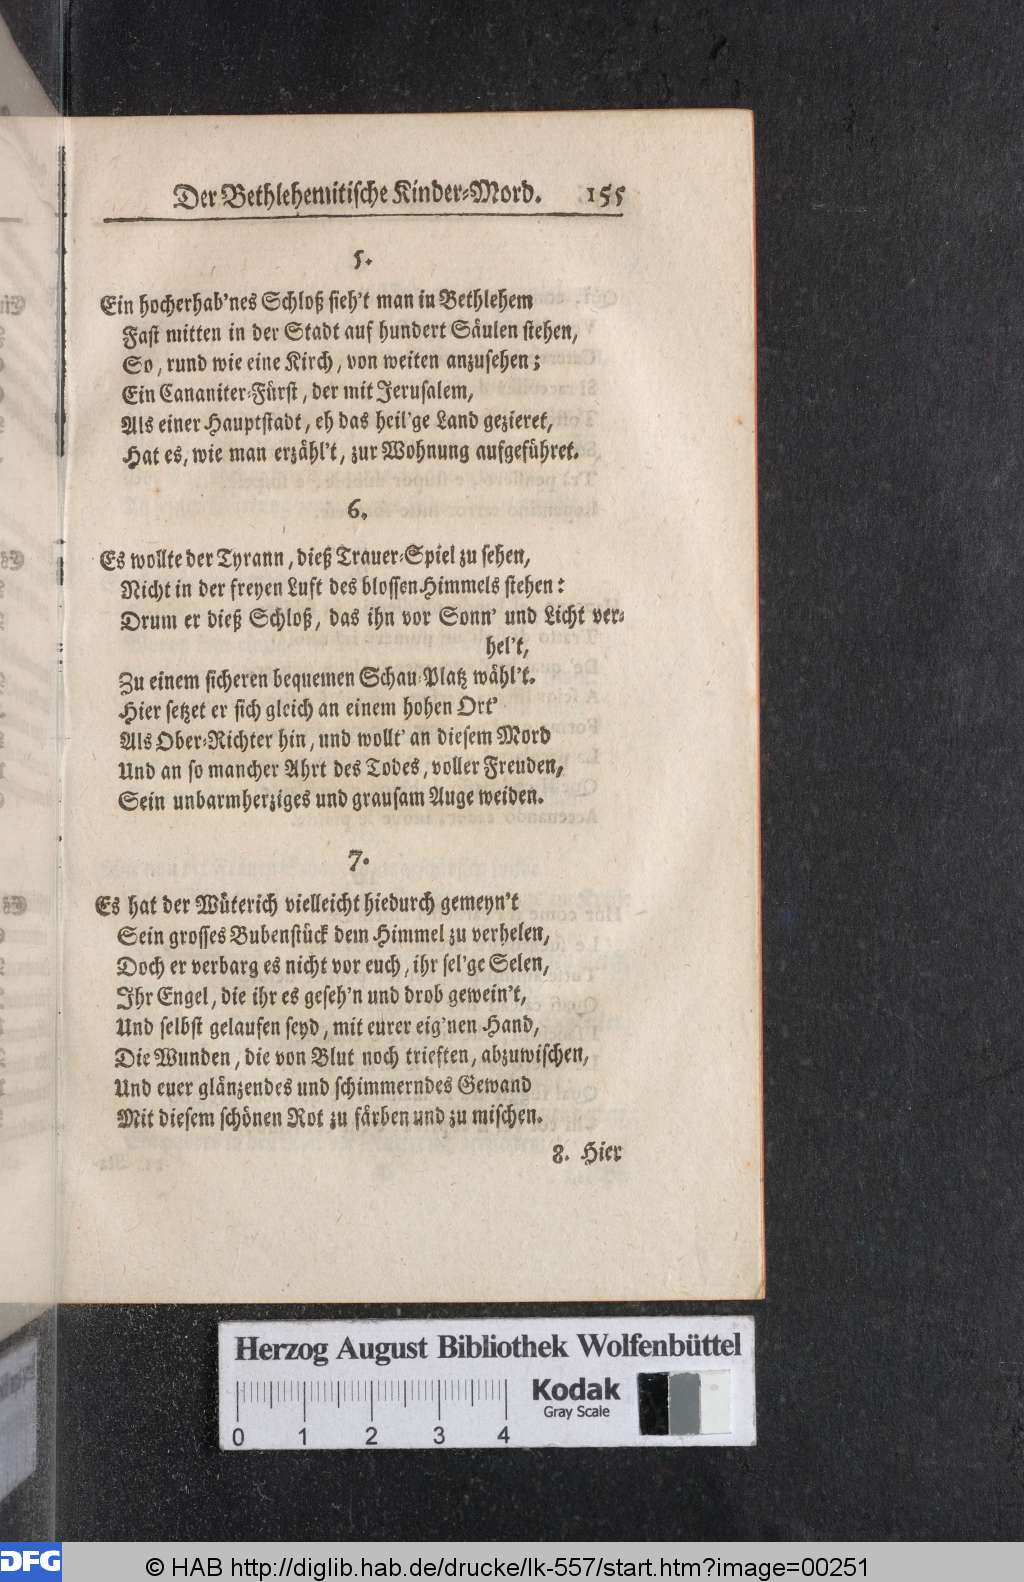 Der Bethlehemitische Kinder-Mord. 155
5.
Ein hocherhab'nes Schloß sieh't man in Bethlehem
Fast mitten in der Stadt auf hundert Säulen stehen,
So, rund wie eine Kirch, von weiten anzusehen;
Ein Cananiter-Fürst, der mit Jerusalem,
Als einer Hauptstadt, eh das heil'ge Land gezieret,
Hat es, wie man erzähl't, zur Wohnung aufgeführet.
6.
Es wollte der Tyrann, dieß Trauer-Spiel zu sehen,
Nicht in der freyen Luft des blossen Himmels stehen:
Drum er dieß Schloß, das ihn vor Sonn' und Licht ver-
hel't,
Zu einem sicheren bequemen Schau-Platz wähl't.
Hier setzet er sich gleich an einem hohen Ort'
Als Ober-Richter hin, und wollt' an diesem Mord
Und an so mancher Ahrt des Todes, voller Freuden,
Sein unbarmherziges und grausam Auge weiden.
7.
Es hat der Wüterich vielleicht hiedurch gemeyn't
Sein grosses Bubenstück dem Himmel zu verhelen,
Doch er verbarg es nicht vor euch, ihr sel'ge Selen,
Ihr Engel, die ihr es geseh'n und drob gewein't,
Und selbst gelaufen seyd, mit eurer eig'nen Hand,
Die Wunden, die von Blut noch trieften, abzuwischen,
Und euer glänzendes und schimmerndes Gewand
Mit diesem schönen Rot zu färben und zu mischen.
8. Hier
Herzog August Bibliothek Wolfenbüttel
Kodak
Gray Scale
0 1 2 3 4
DFG © HAB http://diglib.hab.de/drucke/lk-557/start.htm?image=00251